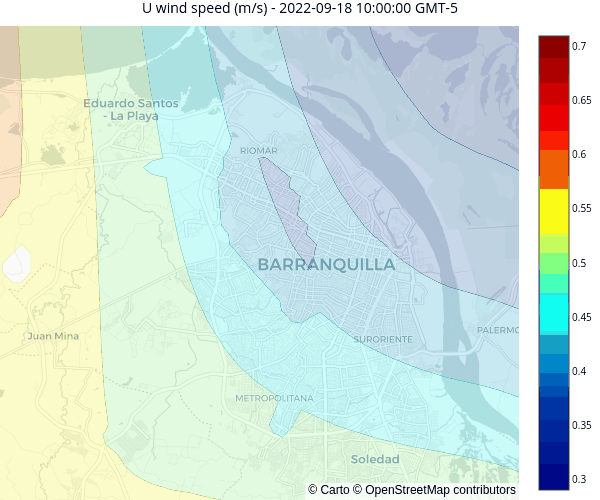 U wind speed (m/s) - 2022-09-18 10:00:00 GMT-5
0.7
0.65
0.6
0.55
0.5
0.45
0.4
0.35
0.3
Eduardo Santos
- La Playa
RIOMAR
BARRANQUILLA
Juan Mina
SURORIENTE
PALERMO
METROPOLITANA
Soledad
© Carto © OpenStreetMap contributors